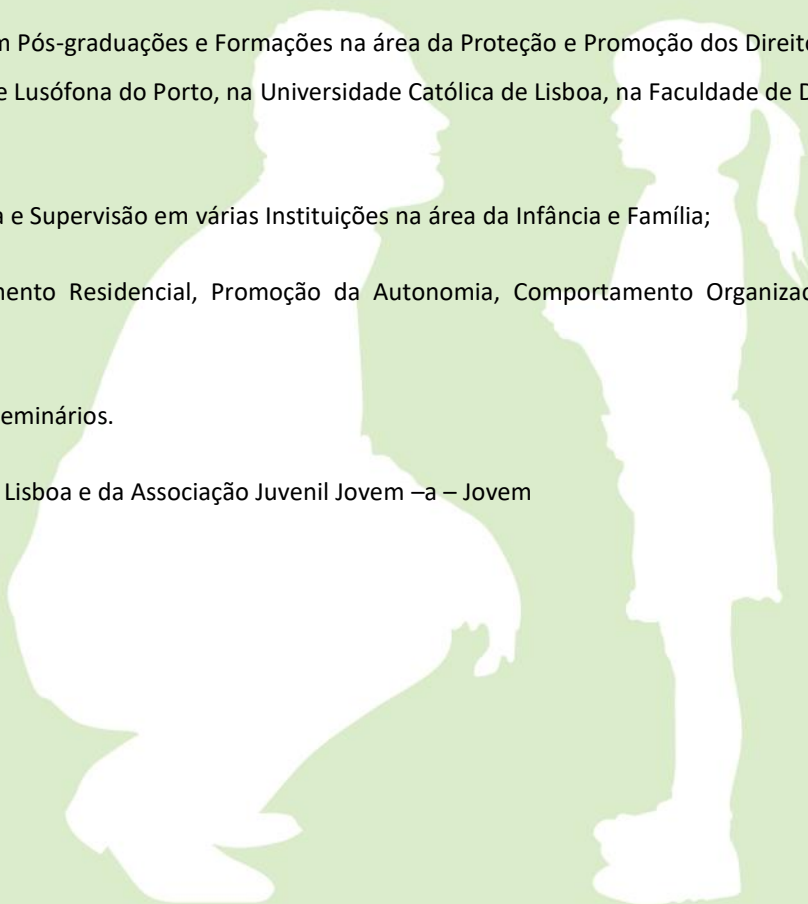 m Pós-graduações e Formações na área da Proteção e Promoção dos Direito
e Lusófona do Porto, na Universidade Católica de Lisboa, na Faculdade de D
a e Supervisão em várias Instituições na área da Infância e Família;
mento Residencial, Promoção da Autonomia, Comportamento Organizac
eminários.
Lisboa e da Associação Juvenil Jovem –a – Jovem